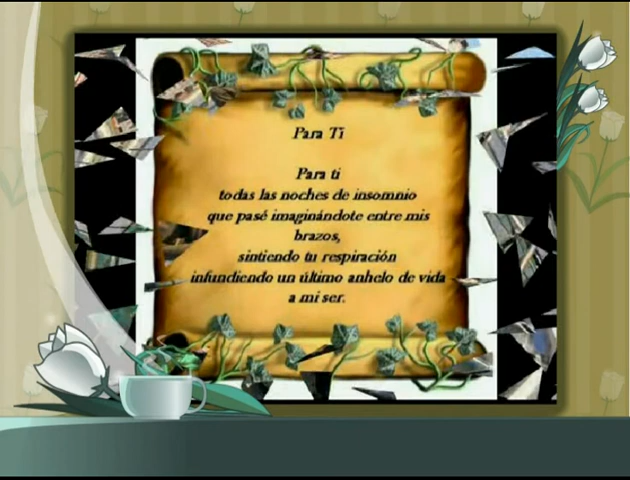 Para Ti
Para ti
todas las noches de insomnio
que pasé imaginándote entre mis
brazos,
sintiendo tu respiración
infundiendo un último anhelo de vida
a mi ser.